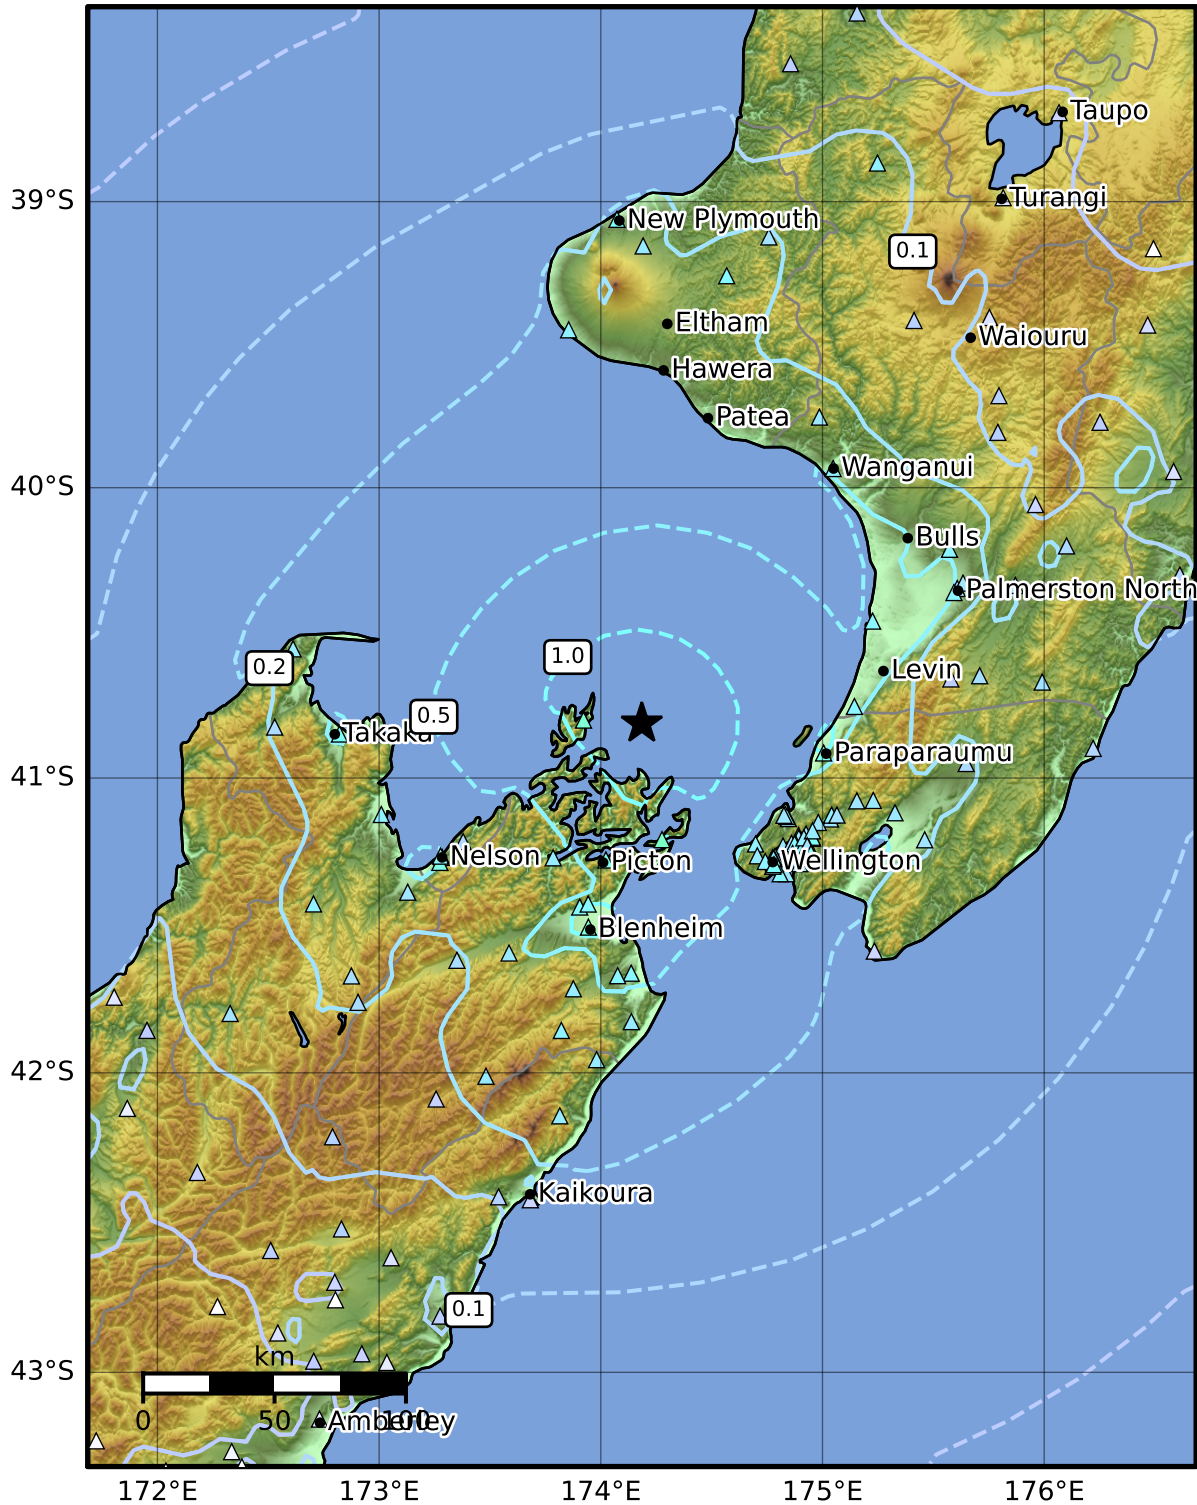 Taupo
39°S
Turangi
New Plymouth
0.1
Eltham
Waiouru
Hawera
Patea
Wanganui
40°S
Bulls
Palmerston North
1.0
0.2
Levin
0.5
Takaka
Paraparaumu
41°S
Nelson
Picton
Wellington
Blenheim
42°S
Kaikoura
0.1
km
43°S
0 50 100
Amberley
172°E 173°E 174°E 175°E 176°E